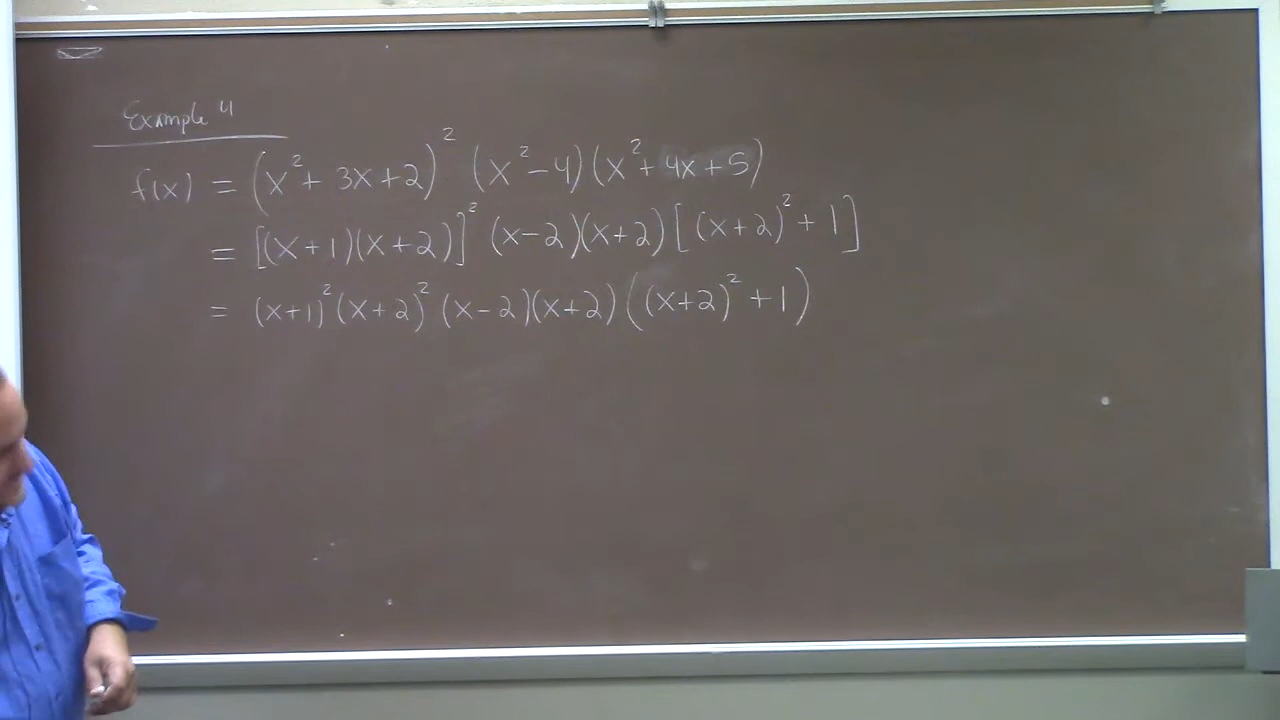 Example 4
f(x) = (x² + 3x + 2)² (x² - 4)(x² + 4x + 5)
= [(x + 1)(x + 2)]² (x - 2)(x + 2)[(x + 2)² + 1]
= (x + 1)² (x + 2)² (x - 2)(x + 2)((x + 2)² + 1)